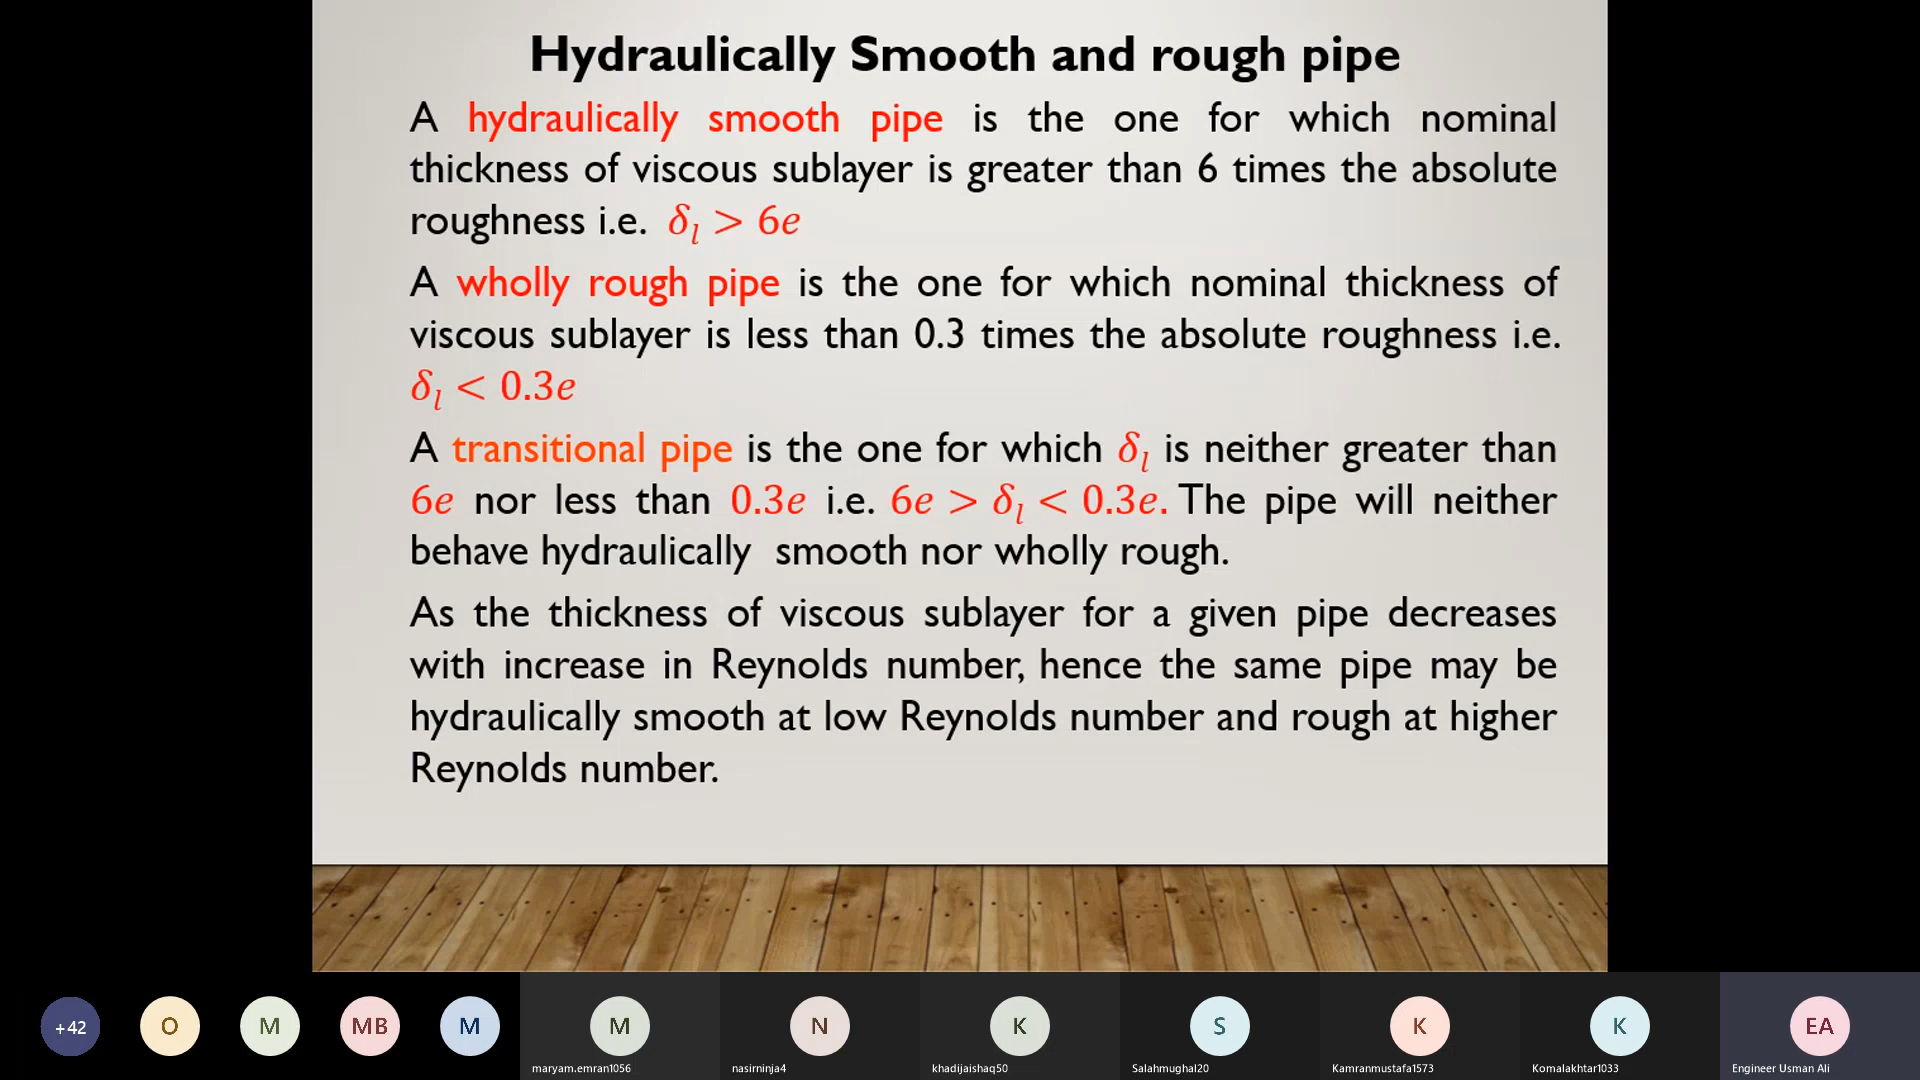 Hydraulically Smooth and rough pipe
A hydraulically smooth pipe is the one for which nominal
thickness of viscous sublayer is greater than 6 times the absolute
roughness i.e. δₗ > 6e
A wholly rough pipe is the one for which nominal thickness of
viscous sublayer is less than 0.3 times the absolute roughness i.e.
δₗ < 0.3e
A transitional pipe is the one for which δₗ is neither greater than
6e nor less than 0.3e i.e. 6e > δₗ < 0.3e. The pipe will neither
behave hydraulically smooth nor wholly rough.
As the thickness of viscous sublayer for a given pipe decreases
with increase in Reynolds number, hence the same pipe may be
hydraulically smooth at low Reynolds number and rough at higher
Reynolds number.
+42 O M MB M M N K S K K EA
maryam.emran1056 nasirninja4 khadijaishaq50 Salahmughal20 Kamranmustafa1573 Komalakhtar1033 Engineer Usman Ali